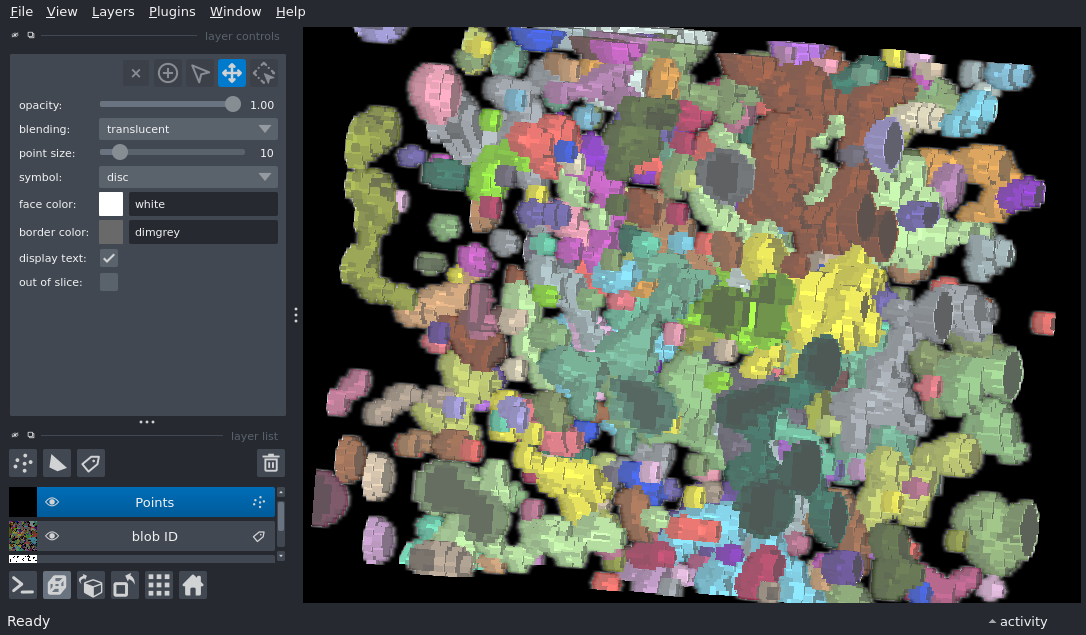 File View Layers Plugins Window Help
layer controls
opacity: 1.00
blending: translucent
point size: 10
symbol: disc
face color: white
border color: dimgrey
display text:
out of slice:
layer list
Points
blob ID
Ready
activity